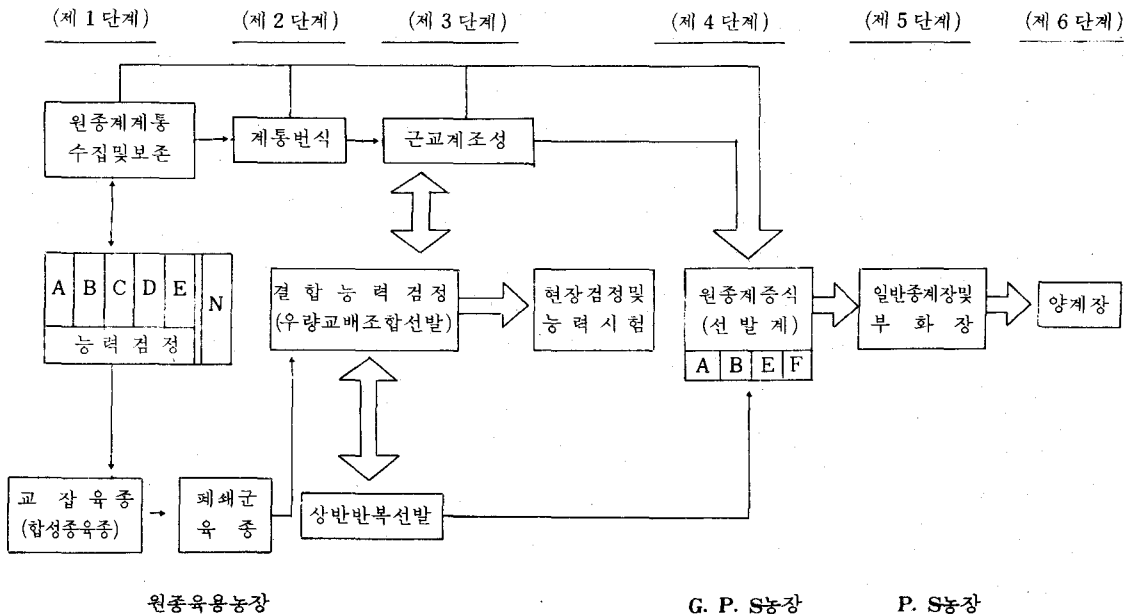 (제 1 단계) (제 2 단계) (제 3 단계) (제 4 단계) (제 5 단계) (제 6 단계)
원종계계통
수집및보존
계통번식
근교계조성
A B C D E N
능력검정
결합능력검정
(우량교배조합선발)
현장검정및
능력시험
원종계증식
(선발계)
A B E F
일반종계장및
부화장
양계장
교잡육종
(합성종육종)
폐쇄군
육종
상반반복선발
원종육용농장 G. P. S농장 P. S농장